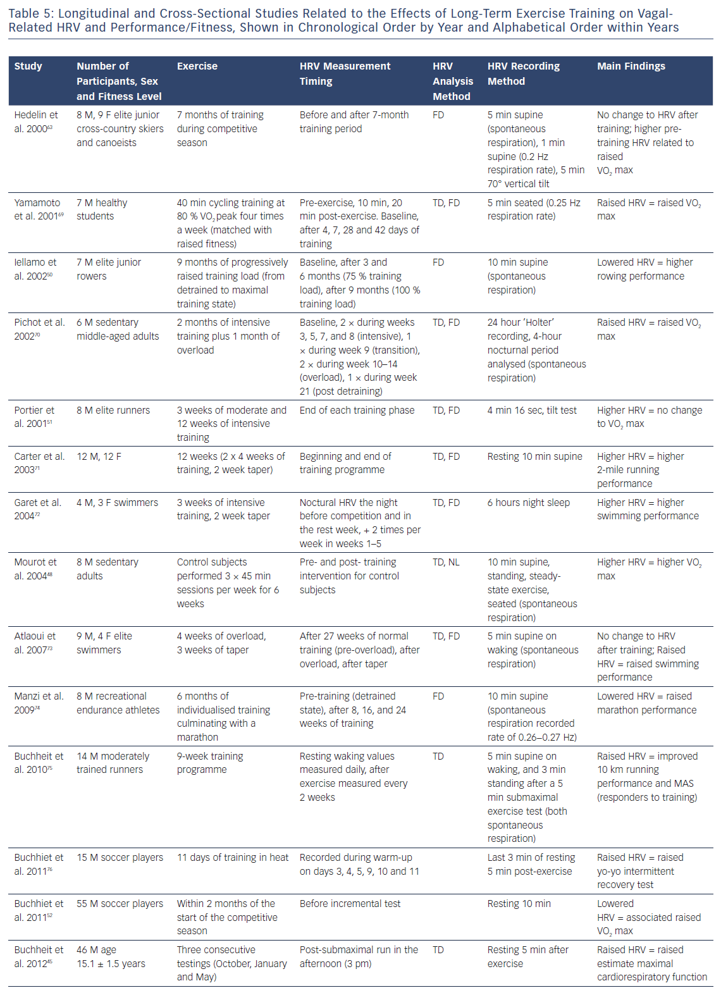 Table 5: Longitudinal and Cross-Sectional Studies Related to the Effects of Long-Term Exercise Training on Vagal-
Related HRV and Performance/Fitness, Shown in Chronological Order by Year and Alphabetical Order within Years
Study
Number of
Participants, Sex
and Fitness Level
Exercise
HRV Measurement
Timing
HRV
Analysis
Method
HRV Recording
Method
Main Findings
Hedelin et
al. 2000⁶³
8 M, 9 F elite junior
cross-country skiers
and canoeists
7 months of training
during competitive
season
Before and after 7-month
training period
FD
5 min supine
(spontaneous
respiration), 1 min
supine (0.2 Hz
respiration rate), 5 min
70° vertical tilt
No change to HRV after
training; higher pre-
training HRV related to
raised
VO₂ max
Yamamoto
et al. 2001⁶⁹
7 M healthy
students
40 min cycling training at
80 % VO₂peak four times
a week (matched with
raised fitness)
Pre-exercise, 10 min, 20
min post-exercise. Baseline,
after 4, 7, 28 and 42 days of
training
TD, FD
5 min seated (0.25 Hz
respiration rate)
Raised HRV = raised VO₂
max
Iellamo et
al. 2002⁵⁰
7 M elite junior
rowers
9 months of progressively
raised training load (from
detrained to maximal
training state)
Baseline, after 3 and
6 months (75 % training
load), after 9 months (100 %
training load)
FD
10 min supine
(spontaneous
respiration)
Lowered HRV = higher
rowing performance
Pichot et al.
2002⁷⁰
6 M sedentary
middle-aged adults
2 months of intensive
training plus 1 month of
overload
Baseline, 2 × during weeks
3, 5, 7, and 8 (intensive), 1
× during week 9 (transition),
2 × during week 10–14
(overload), 1 × during week
21 (post detraining)
TD, FD
24 hour ‘Holter’
recording, 4-hour
nocturnal period
analysed (spontaneous
respiration)
Raised HRV = raised VO₂
max
Portier et
al. 2001⁵¹
8 M elite runners
3 weeks of moderate and
12 weeks of intensive
training
End of each training phase
TD, FD
4 min 16 sec, tilt test
Higher HRV = no change
to VO₂ max
Carter et al.
2003⁷¹
12 M, 12 F
12 weeks (2 x 4 weeks of
training, 2 week taper)
Beginning and end of
training programme
TD, FD
Resting 10 min supine
Higher HRV = higher
2-mile running
performance
Garet et al.
2004⁷²
4 M, 3 F swimmers
3 weeks of intensive
training, 2 week taper
Noctural HRV the night
before competition and in
the rest week, + 2 times per
week in weeks 1–5
TD, FD
6 hours night sleep
Higher HRV = higher
swimming performance
Mourot et
al. 2004⁴⁸
8 M sedentary
adults
Control subjects
performed 3 × 45 min
sessions per week for 6
weeks
Pre- and post- training
intervention for control
subjects
TD, NL
10 min supine,
standing, steady-
state exercise,
seated (spontaneous
respiration)
Higher HRV = higher VO₂
max
Atlaoui et
al. 2007⁷³
9 M, 4 F elite
swimmers
4 weeks of overload,
3 weeks of taper
After 27 weeks of normal
training (pre-overload), after
overload, after taper
TD, FD
5 min supine on
waking (spontaneous
respiration)
No change to HRV
after training; Raised
HRV = raised swimming
performance
Manzi et al.
2009⁷⁴
8 M recreational
endurance athletes
6 months of
individualised training
culminating with a
marathon
Pre-training (detrained
state), after 8, 16, and 24
weeks of training
FD
10 min supine
(spontaneous
respiration recorded
rate of 0.26–0.27 Hz)
Lowered HRV = raised
marathon performance
Buchheit et
al. 2010⁷⁵
14 M moderately
trained runners
9-week training
programme
Resting waking values
measured daily, after
exercise measured every
2 weeks
TD
5 min supine on
waking, and 3 min
standing after a 5
min submaximal
exercise test (both
spontaneous
respiration)
Raised HRV = improved
10 km running
performance and MAS
(responders to training)
Buchhiet et
al. 2011⁷⁶
15 M soccer players
11 days of training in heat
Recorded during warm-up
on days 3, 4, 5, 9, 10 and 11
Last 3 min of resting
5 min post-exercise
Raised HRV = raised
yo-yo intermittent
recovery test
Buchhiet et
al. 2011⁵²
55 M soccer players
Within 2 months of the
start of the competitive
season
Before incremental test
Resting 10 min
Lowered
HRV = associated raised
VO₂ max
Buchheit et
al. 2012⁴⁵
46 M age
15.1 ± 1.5 years
Three consecutive
testings (October, January
and May)
Post-submaximal run in the
afternoon (3 pm)
TD
Resting 5 min after
exercise
Raised HRV = raised
estimate maximal
cardiorespiratory function